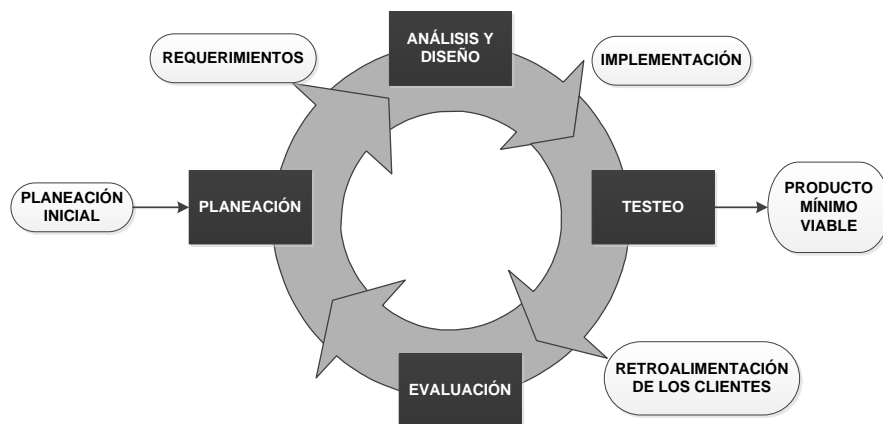 ANÁLISIS Y
DISEÑO
REQUERIMIENTOS
IMPLEMENTACIÓN
PLANEACIÓN
INICIAL
PLANEACIÓN
TESTEO
PRODUCTO
MÍNIMO
VIABLE
RETROALIMENTACIÓN
DE LOS CLIENTES
EVALUACIÓN